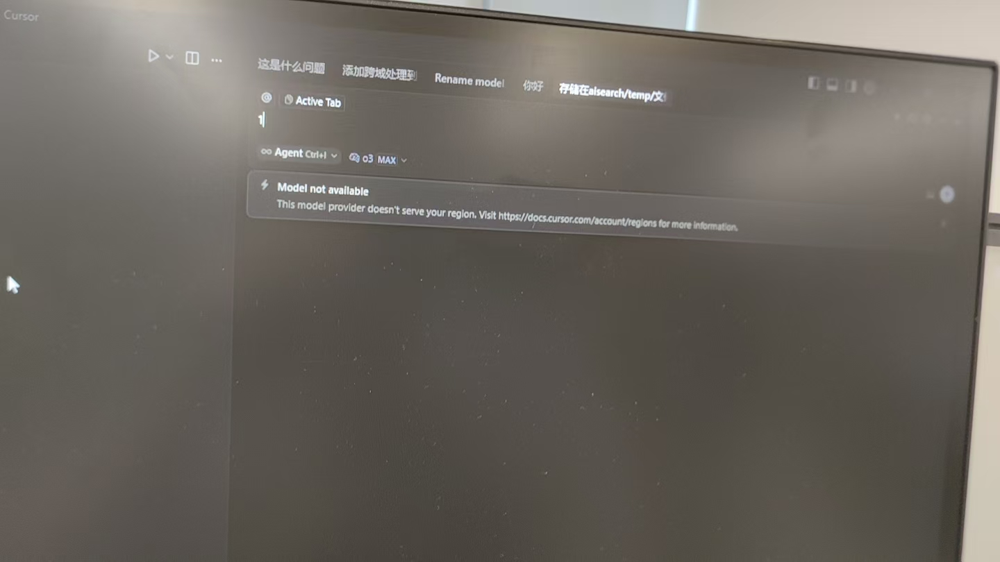 Cursor
这是什么问题 添加跨域处理到 Rename model 你好 存储在aisearch/temp/文
Active Tab
1
Agent Ctrl+I o3 MAX
Model not available
This model provider doesn't serve your region. Visit https://docs.cursor.com/account/regions for more information.